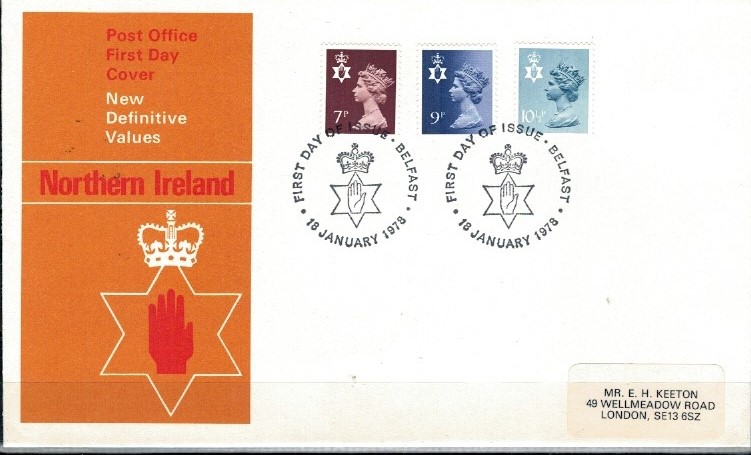 Post Office
First Day
Cover
New
Definitive
Values
Northern Ireland
7P
9P
10½P
FIRST DAY OF ISSUE • BELFAST •
18 JANUARY 1978 •
FIRST DAY OF ISSUE • BELFAST •
18 JANUARY 1978 •
MR. E. H. KEETON
49 WELLMEADOW ROAD
LONDON, SE13 6SZ